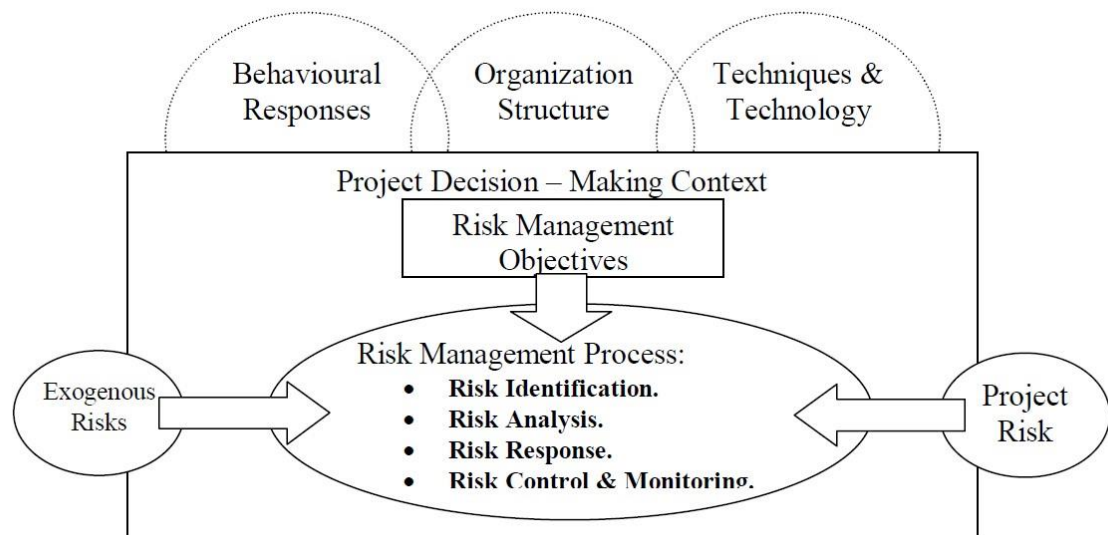 Behavioural
Responses
Organization
Structure
Techniques &
Technology
Project Decision – Making Context
Risk Management
Objectives
Exogenous
Risks
Risk Management Process:
• Risk Identification.
• Risk Analysis.
• Risk Response.
• Risk Control & Monitoring.
Project
Risk